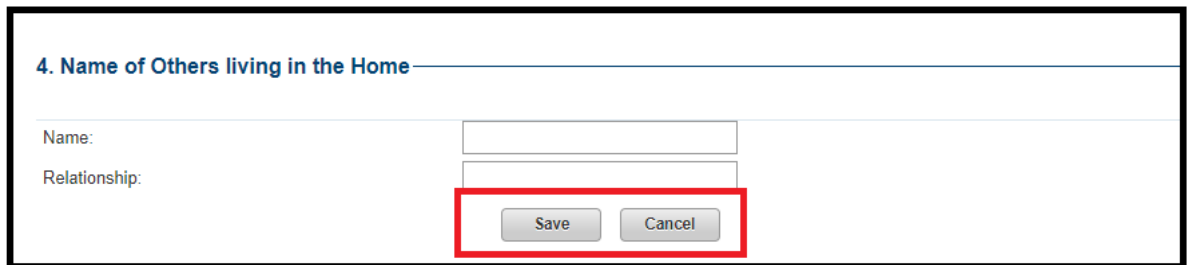 4. Name of Others living in the Home
Name:
Relationship:
Save Cancel